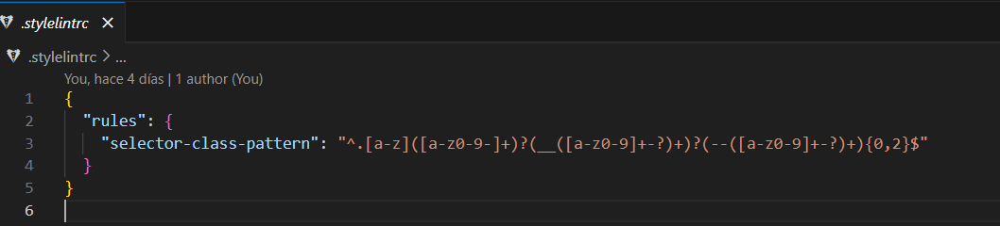 .stylelintrc
.stylelintrc > ...
You, hace 4 días | 1 author (You)
1 {
2 "rules": {
3 "selector-class-pattern": "^.[a-z]([a-z0-9-]+)?(__([a-z0-9]+-?)+)?(--([a-z0-9]+-?)+){0,2}$"
4 }
5 }
6